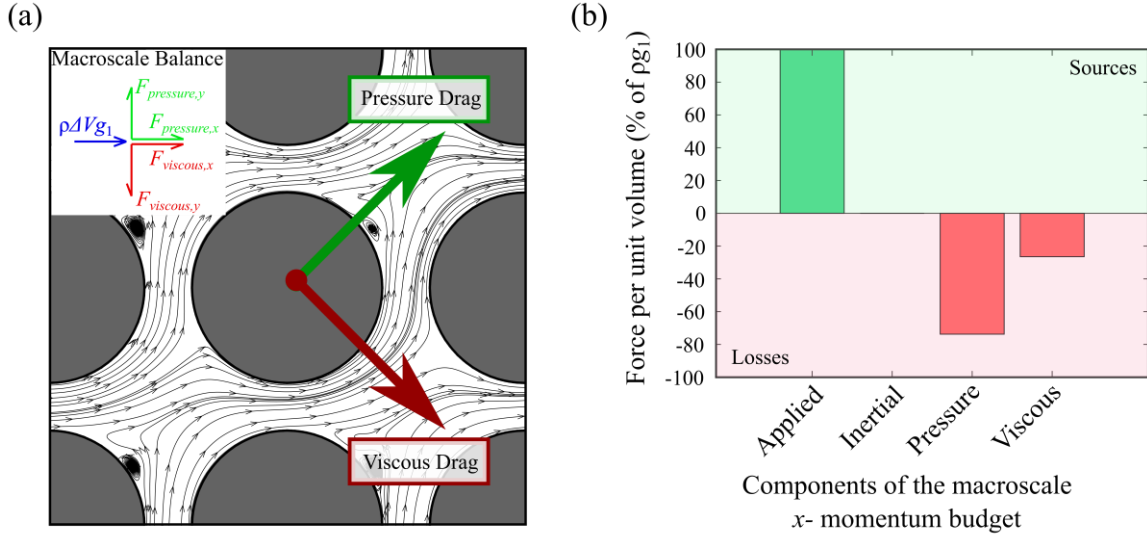 (a)
Macroscale Balance
F_pressure,y
ρΔVg₁
F_pressure,x
F_viscous,x
F_viscous,y
Pressure Drag
Viscous Drag
(b)
Force per unit volume (% of ρg₁)
100
80
60
40
20
0
-20
-40
-60
-80
-100
Sources
Losses
Applied
Inertial
Pressure
Viscous
Components of the macroscale
x- momentum budget